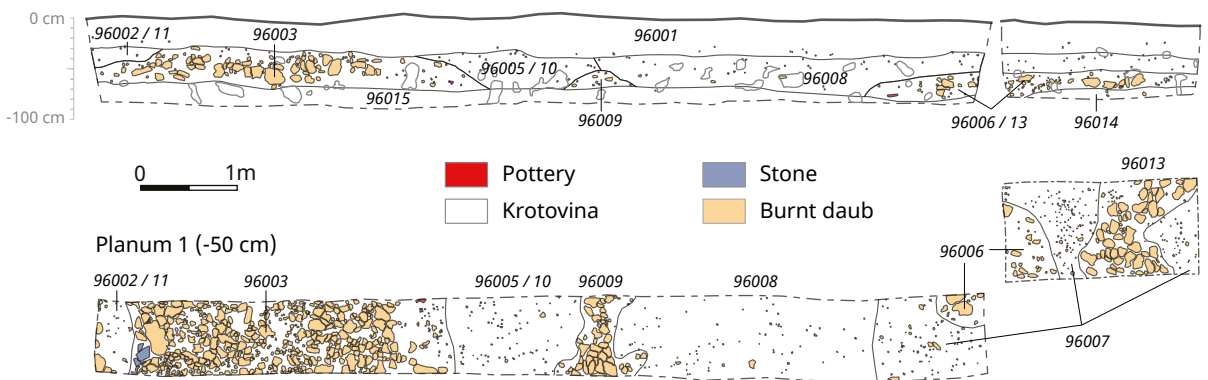 0 cm
96002 / 11
96003
96001
96005 / 10
96008
96015
-100 cm
96009
96006 / 13
96014
0
1m
Pottery
Stone
96013
Krotovina
Burnt daub
Planum 1 (-50 cm)
96006
96002 / 11
96003
96005 / 10
96009
96008
96007